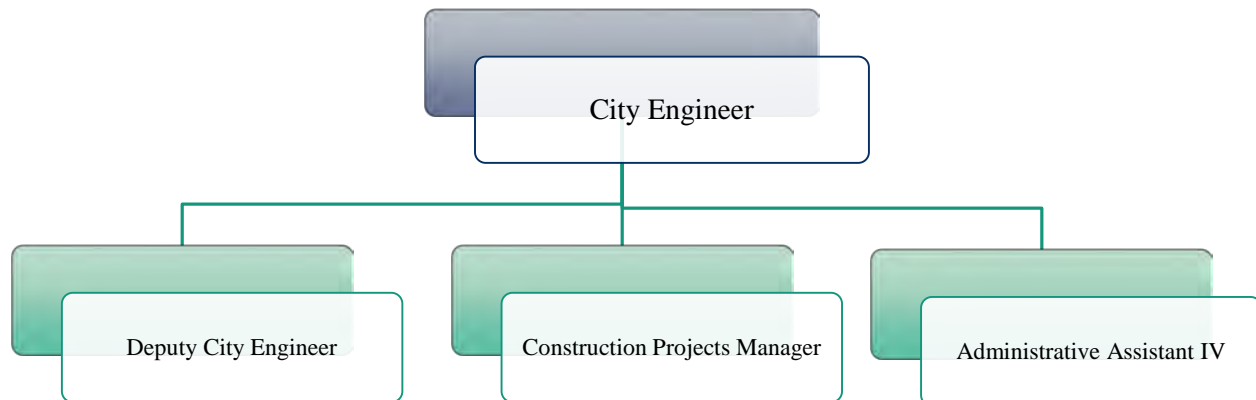 City Engineer
Deputy City Engineer
Construction Projects Manager
Administrative Assistant IV